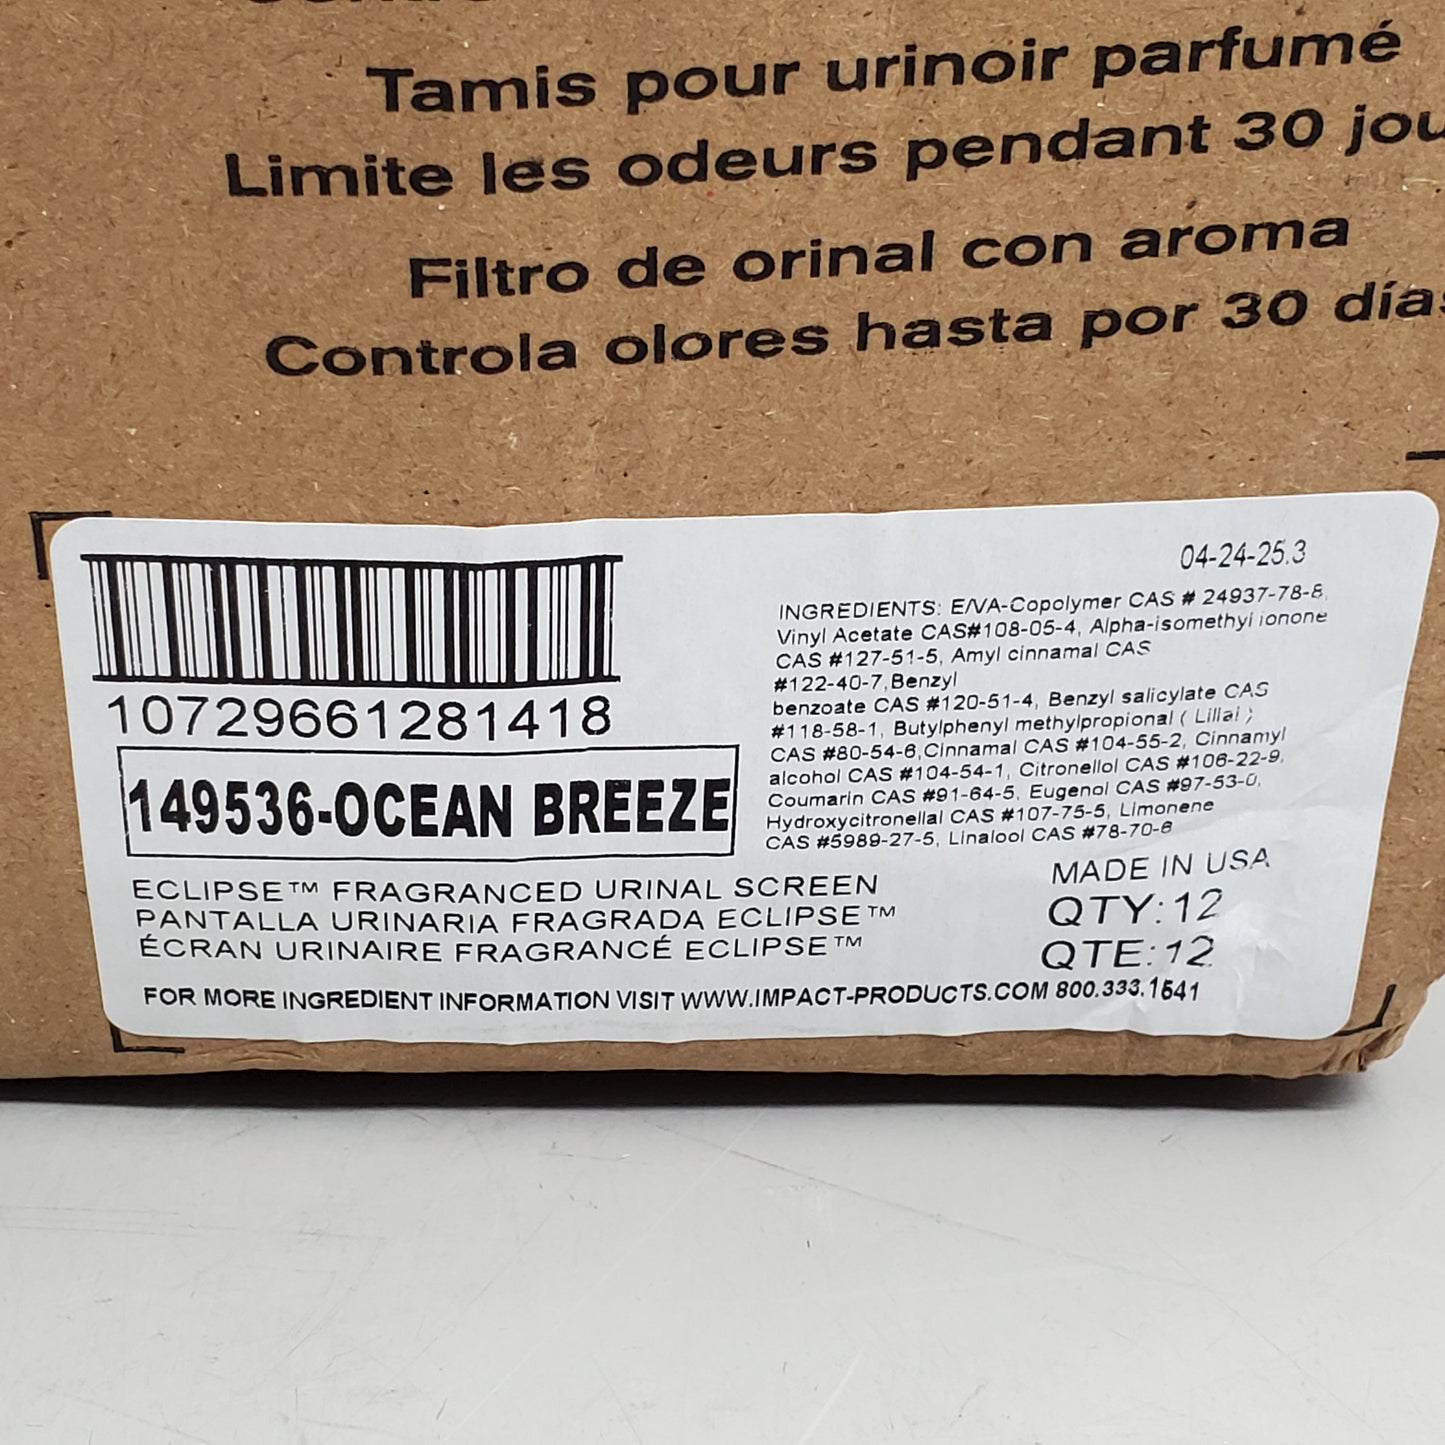 Tamis pour urinoir parfumé
Limite les odeurs pendant 30 jou
Filtro de orinal con aroma
Controla olores hasta por 30 días
04-24-25.3
INGREDIENTS: E/VA-Copolymer CAS # 24937-78-8,
Vinyl Acetate CAS#108-05-4, Alpha-isomethyl ionone
CAS #127-51-5, Amyl cinnamal CAS
#122-40-7,Benzyl
benzoate CAS #120-51-4, Benzyl salicylate CAS
#118-58-1, Butylphenyl methylpropional ( Lilial )
CAS #80-54-6,Cinnamal CAS #104-55-2, Cinnamyl
alcohol CAS #104-54-1, Citronellol CAS #106-22-9,
Coumarin CAS #91-64-5, Eugenol CAS #97-53-0,
Hydroxycitronellal CAS #107-75-5, Limonene
CAS #5989-27-5, Linalool CAS #78-70-6
10729661281418
149536-OCEAN BREEZE
ECLIPSE™ FRAGRANCED URINAL SCREEN
PANTALLA URINARIA FRAGRADA ECLIPSE™
ÉCRAN URINAIRE FRAGRANCÉ ECLIPSE™
MADE IN USA
QTY:12
QTE:12
FOR MORE INGREDIENT INFORMATION VISIT WWW.IMPACT-PRODUCTS.COM 800.333.1541